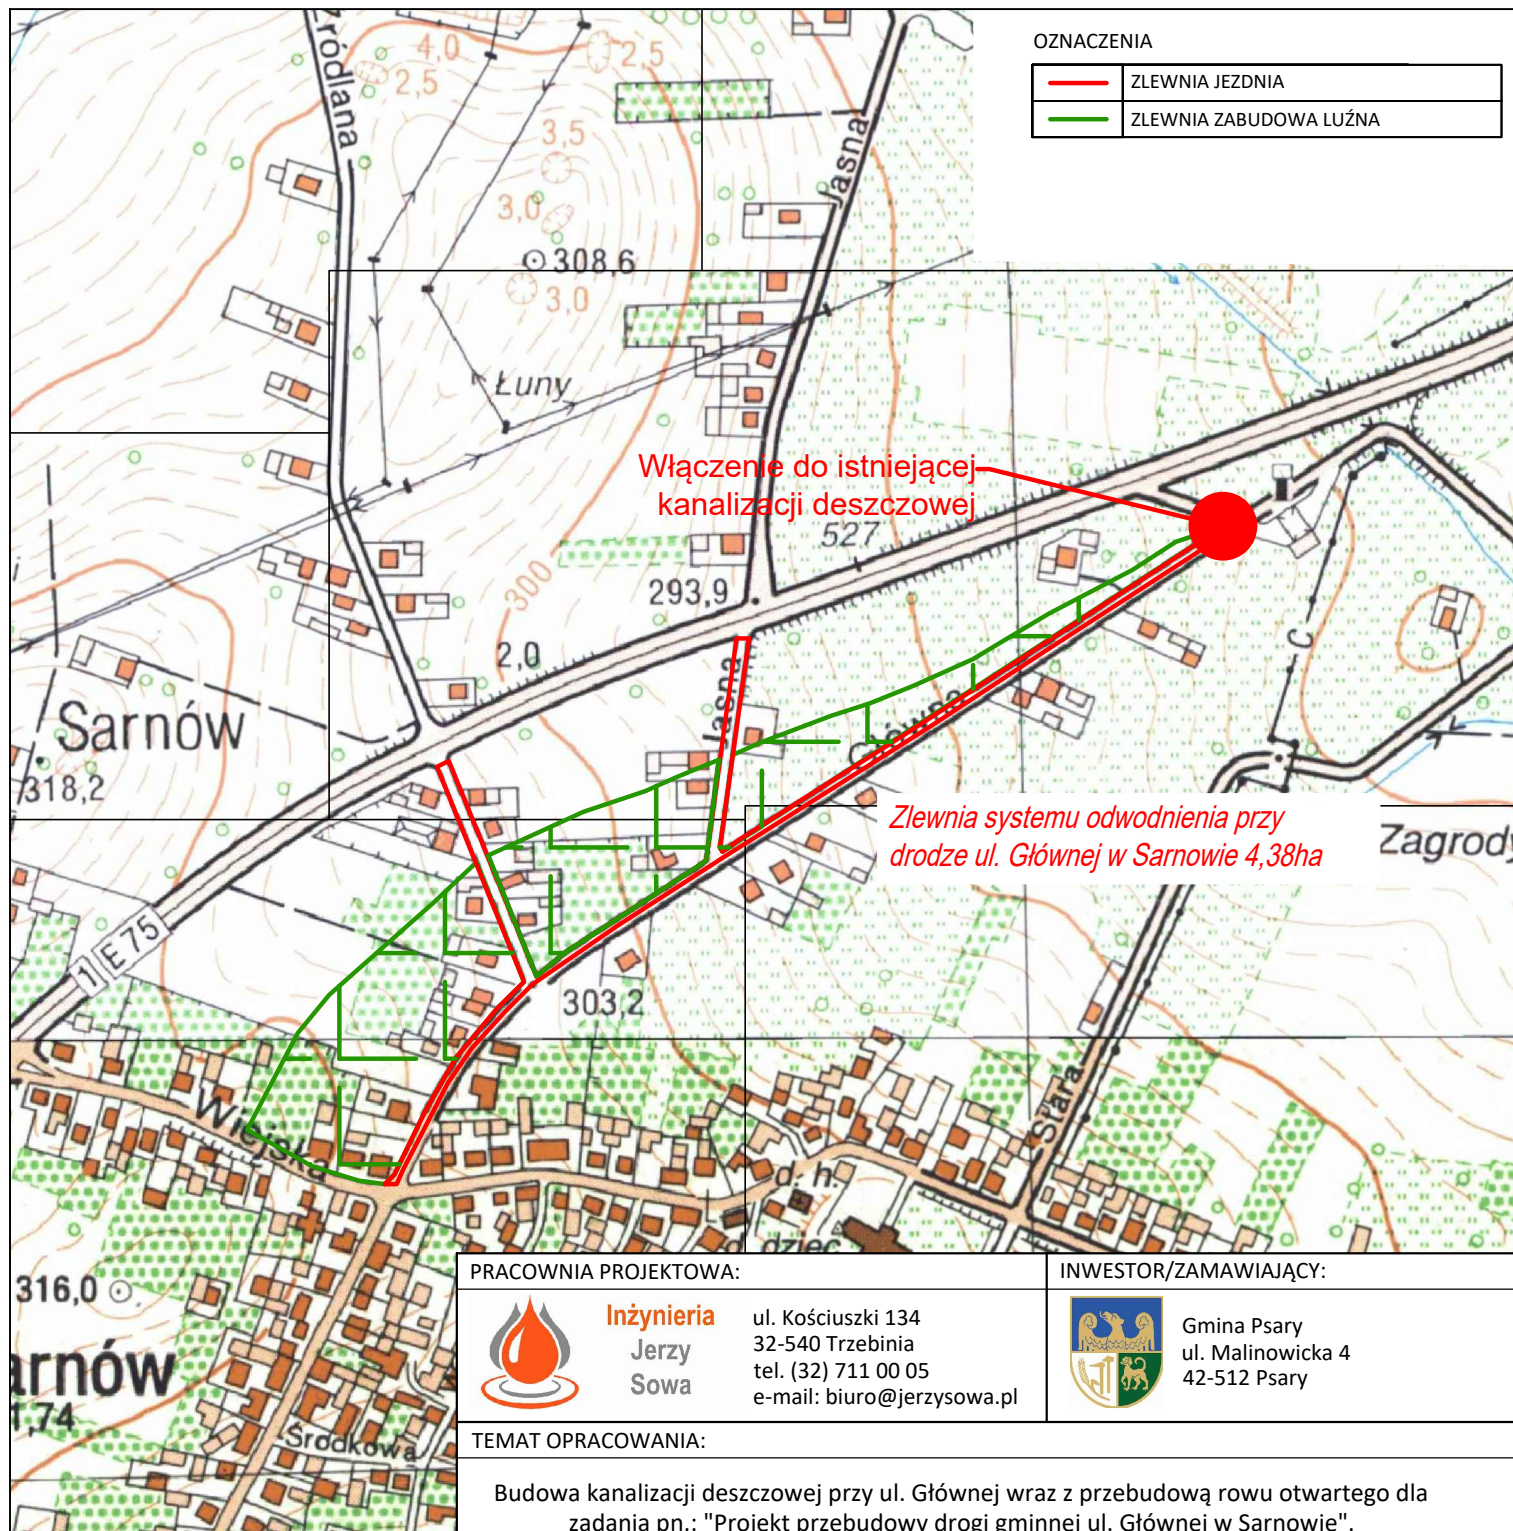 OZNACZENIA
ZLEWNIA JEZDNIA
ZLEWNIA ZABUDOWA LUŹNA
Źródlana
4,0
2,5
2,5
3,5
3,0
308,6
3,0
Jasna
Łuny
Włączenie do istniejącej
kanalizacji deszczowej
527
300
293,9
2,0
Jasna
Główna
C
Sarnów
318,2
Zlewnia systemu odwodnienia przy
drodze ul. Głównej w Sarnowie 4,38ha
Zagrody
1 E 75
303,2
Wiejska
Stara
d. h.
dziec
316,0
arnów
1,74
Środkowa
PRACOWNIA PROJEKTOWA:
Inżynieria
Jerzy
Sowa
ul. Kościuszki 134
32-540 Trzebinia
tel. (32) 711 00 05
e-mail: biuro@jerzysowa.pl
INWESTOR/ZAMAWIAJĄCY:
Gmina Psary
ul. Malinowicka 4
42-512 Psary
TEMAT OPRACOWANIA:
Budowa kanalizacji deszczowej przy ul. Głównej wraz z przebudową rowu otwartego dla
zadania pn.: "Projekt przebudowy drogi gminnej ul. Głównej w Sarnowie".